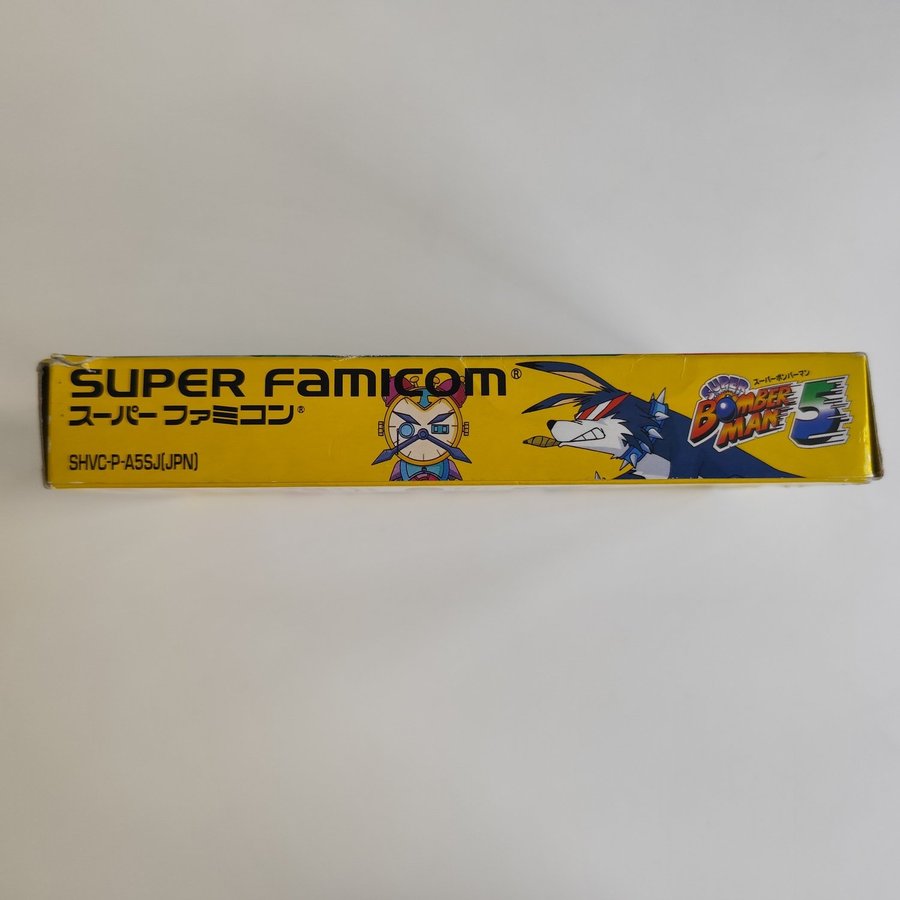 SUPER Famicom®
スーパーファミコン®
SHVC-P-A5SJ(JPN)
スーパーボンバーマン
SUPER
BOMBER
MAN 5